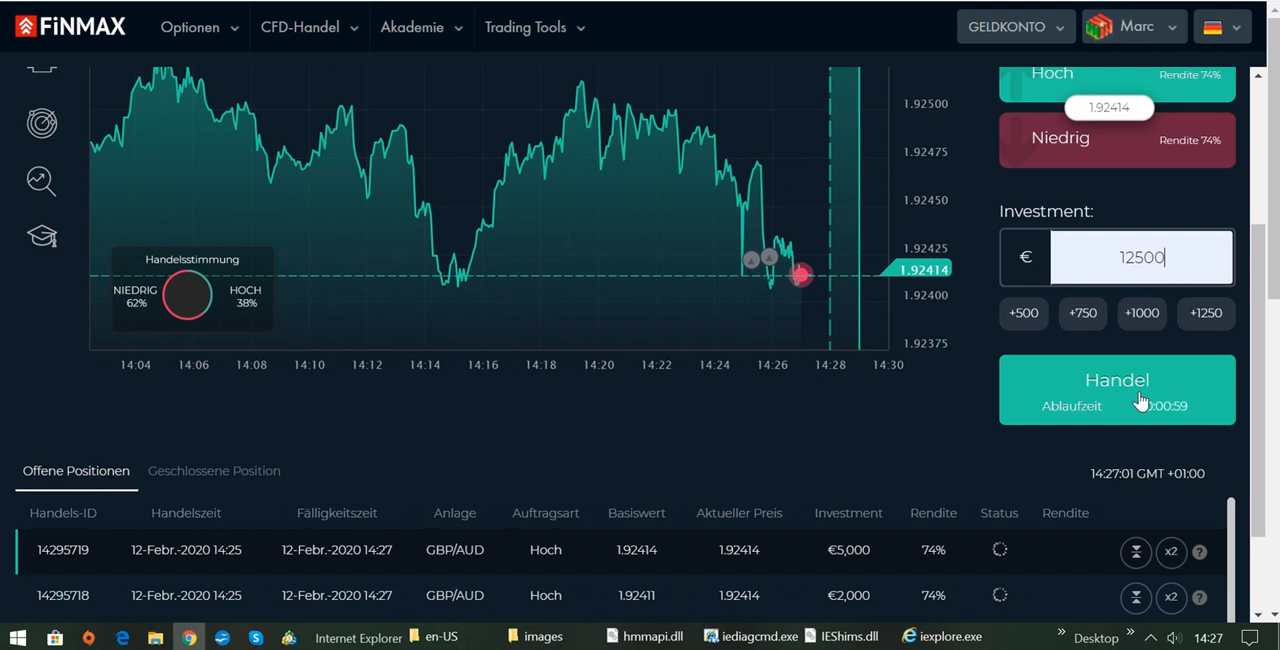 FiNMAX Optionen CFD-Handel Akademie Trading Tools GELDKONTO Marc
Hoch Rendite 74%
1.92414
Niedrig Rendite 74%
1.92500
1.92475
1.92450
1.92425
1.92414
1.92400
1.92375
Handelsstimmung
NIEDRIG 62%
HOCH 38%
14:04 14:06 14:08 14:10 14:12 14:14 14:16 14:18 14:20 14:22 14:24 14:26 14:28 14:30
Investment:
€ 12500
+500 +750 +1000 +1250
Handel
Ablaufzeit :00:59
Offene Positionen Geschlossene Position 14:27:01 GMT +01:00
Handels-ID Handelszeit Fälligkeitszeit Anlage Auftragsart Basiswert Aktueller Preis Investment Rendite Status Rendite
14295719 12-Febr.-2020 14:25 12-Febr.-2020 14:27 GBP/AUD Hoch 1.92414 1.92414 €5,000 74% x2 ?
14295718 12-Febr.-2020 14:25 12-Febr.-2020 14:27 GBP/AUD Hoch 1.92411 1.92414 €2,000 74% x2 ?
Internet Explorer en-US images hmmapi.dll iediagcmd.exe IEShims.dll iexplore.exe » Desktop » 14:27